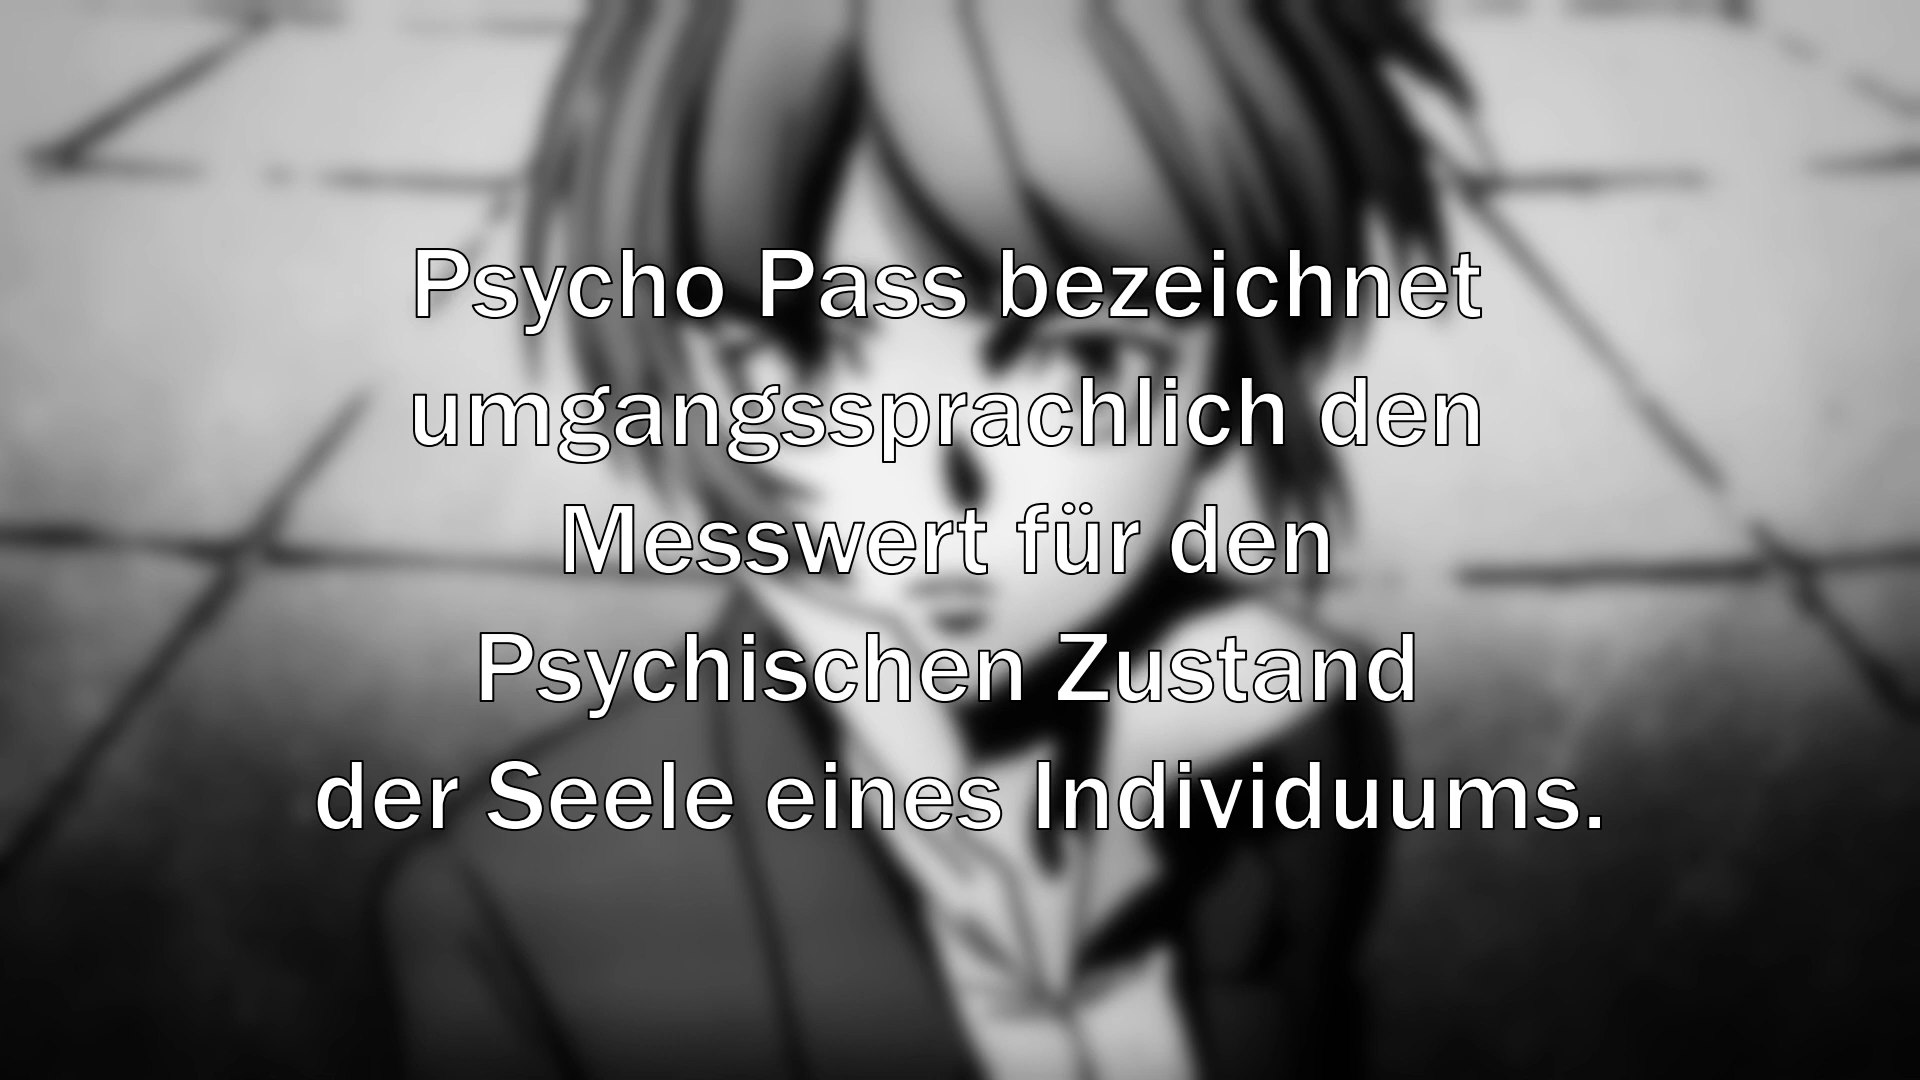 Psycho Pass bezeichnet
umgangssprachlich den
Messwert für den
Psychischen Zustand
der Seele eines Individuums.